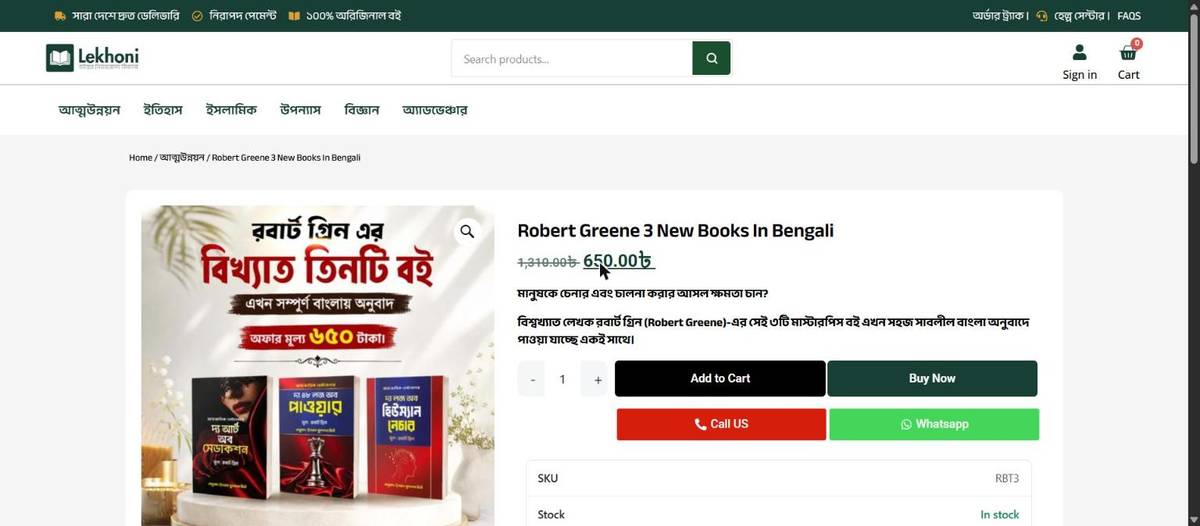 সারা দেশে দ্রুত ডেলিভারি নিরাপদ পেমেন্ট ১০০% অরিজিনাল বই
অর্ডার ট্র্যাক | হেল্প সেন্টার | FAQS
Lekhoni
Search products...
Sign in
0
Cart
আত্মউন্নয়ন ইতিহাস ইসলামিক উপন্যাস বিজ্ঞান অ্যাডভেঞ্চার
Home / আত্মউন্নয়ন / Robert Greene 3 New Books In Bengali
রবার্ট গ্রিন এর
বিখ্যাত তিনটি বই
এখন সম্পূর্ণ বাংলায় অনুবাদ
অফার মূল্য ৬৫০ টাকা।
দ্য আর্ট
অব
সেডাকশন
দ্য ৪৮ লজ অব
পাওয়ার
দ্য লজ অব
হিউম্যান
নেচার
Robert Greene 3 New Books In Bengali
1,310.00৳ 650.00৳
মানুষকে চেনার এবং চালনা করার আসল ক্ষমতা চান?
বিশ্বখ্যাত লেখক রবার্ট গ্রিন (Robert Greene)-এর সেই ৩টি মাস্টারপিস বই এখন সহজ সাবলীল বাংলা অনুবাদে
পাওয়া যাচ্ছে একই সাথে।
- 1 + Add to Cart Buy Now
Call US Whatsapp
SKU RBT3
Stock In stock